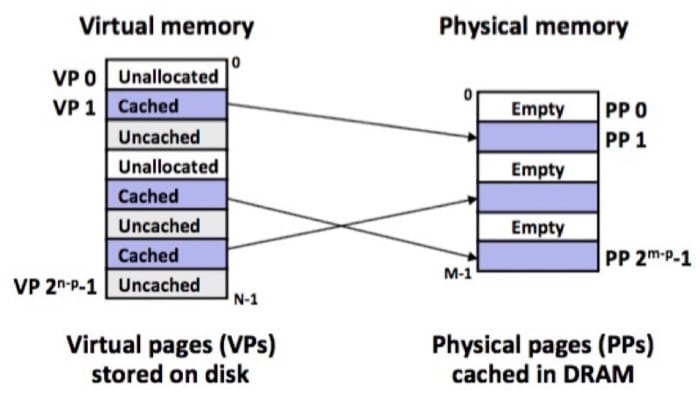 Virtual memory
Physical memory
0
VP 0 Unallocated
VP 1 Cached
Uncached
Unallocated
Cached
Uncached
Cached
VP 2ⁿ⁻ᵖ-1 Uncached
N-1
0
Empty PP 0
PP 1
Empty
Empty
PP 2ᵐ⁻ᵖ-1
M-1
Virtual pages (VPs)
stored on disk
Physical pages (PPs)
cached in DRAM